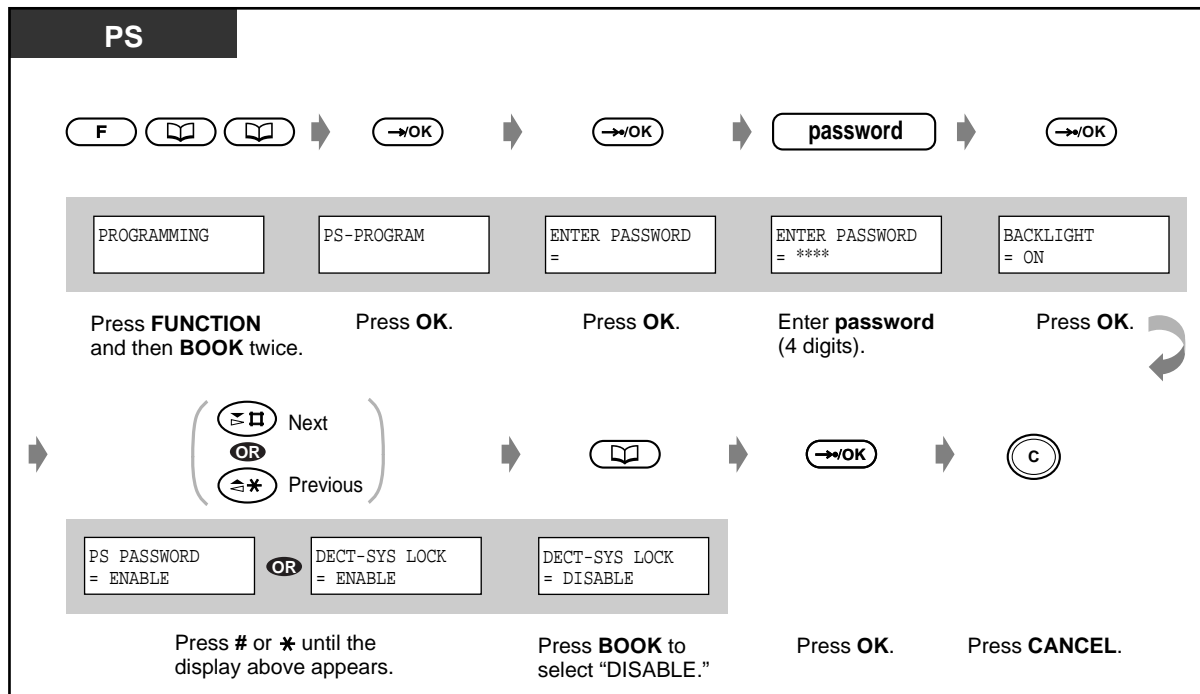 PS
F →/OK →•/OK password →•/OK
PROGRAMMING
PS-PROGRAM
ENTER PASSWORD
=
ENTER PASSWORD
= ****
BACKLIGHT
= ON
Press FUNCTION
and then BOOK twice.
Press OK.
Press OK.
Enter password
(4 digits).
Press OK.
# Next
OR
* Previous
→•/OK
C
PS PASSWORD
= ENABLE
OR
DECT-SYS LOCK
= ENABLE
DECT-SYS LOCK
= DISABLE
Press # or * until the
display above appears.
Press BOOK to
select “DISABLE.”
Press OK.
Press CANCEL.